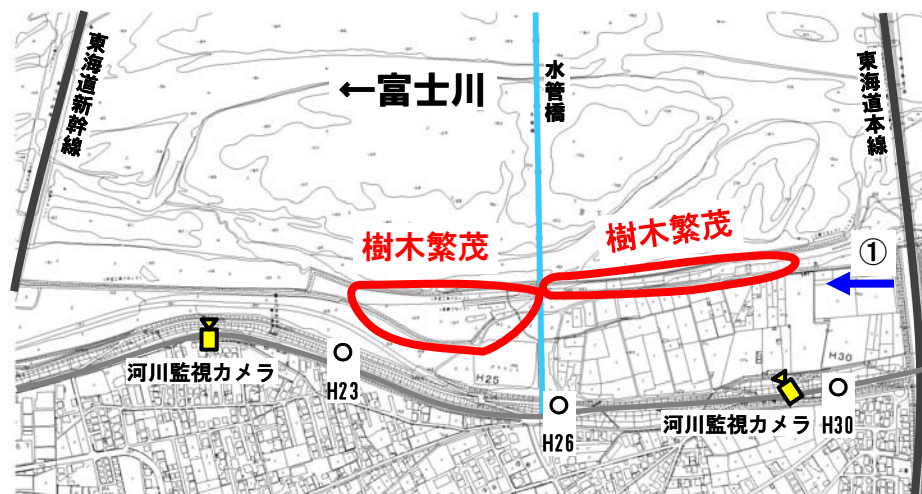 東海道新幹線
←富士川
水管橋
東海道本線
樹木繁茂
樹木繁茂
①
河川監視カメラ
H23
H25
H26
H30
河川監視カメラ
H30